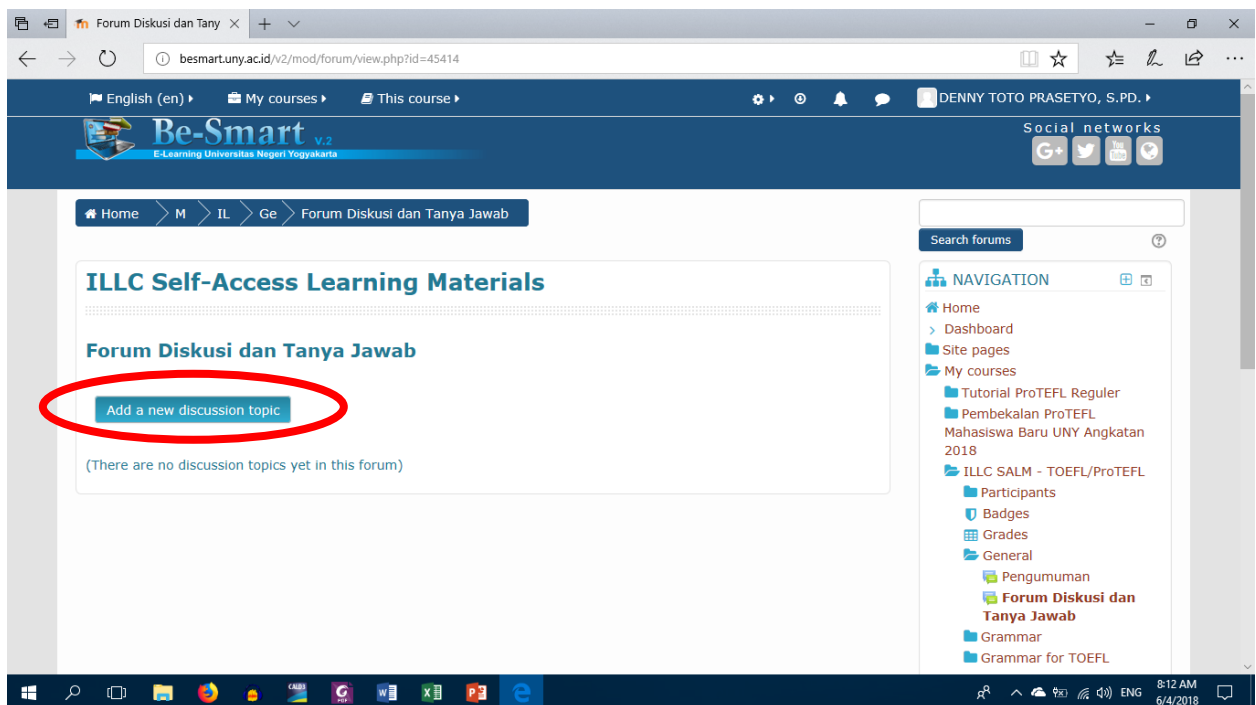 Forum Diskusi dan Tany
besmart.uny.ac.id/v2/mod/forum/view.php?id=45414
English (en) My courses This course DENNY TOTO PRASETYO, S.PD.
Be-Smart v.2
E-Learning Universitas Negeri Yogyakarta
Social networks
G+ You Tube
Home M IL Ge Forum Diskusi dan Tanya Jawab
Search forums
ILLC Self-Access Learning Materials
Forum Diskusi dan Tanya Jawab
Add a new discussion topic
(There are no discussion topics yet in this forum)
NAVIGATION
Home
Dashboard
Site pages
My courses
Tutorial ProTEFL Reguler
Pembekalan ProTEFL
Mahasiswa Baru UNY Angkatan
2018
ILLC SALM - TOEFL/ProTEFL
Participants
Badges
Grades
General
Pengumuman
Forum Diskusi dan
Tanya Jawab
Grammar
Grammar for TOEFL
ENG
8:12 AM
6/4/2018